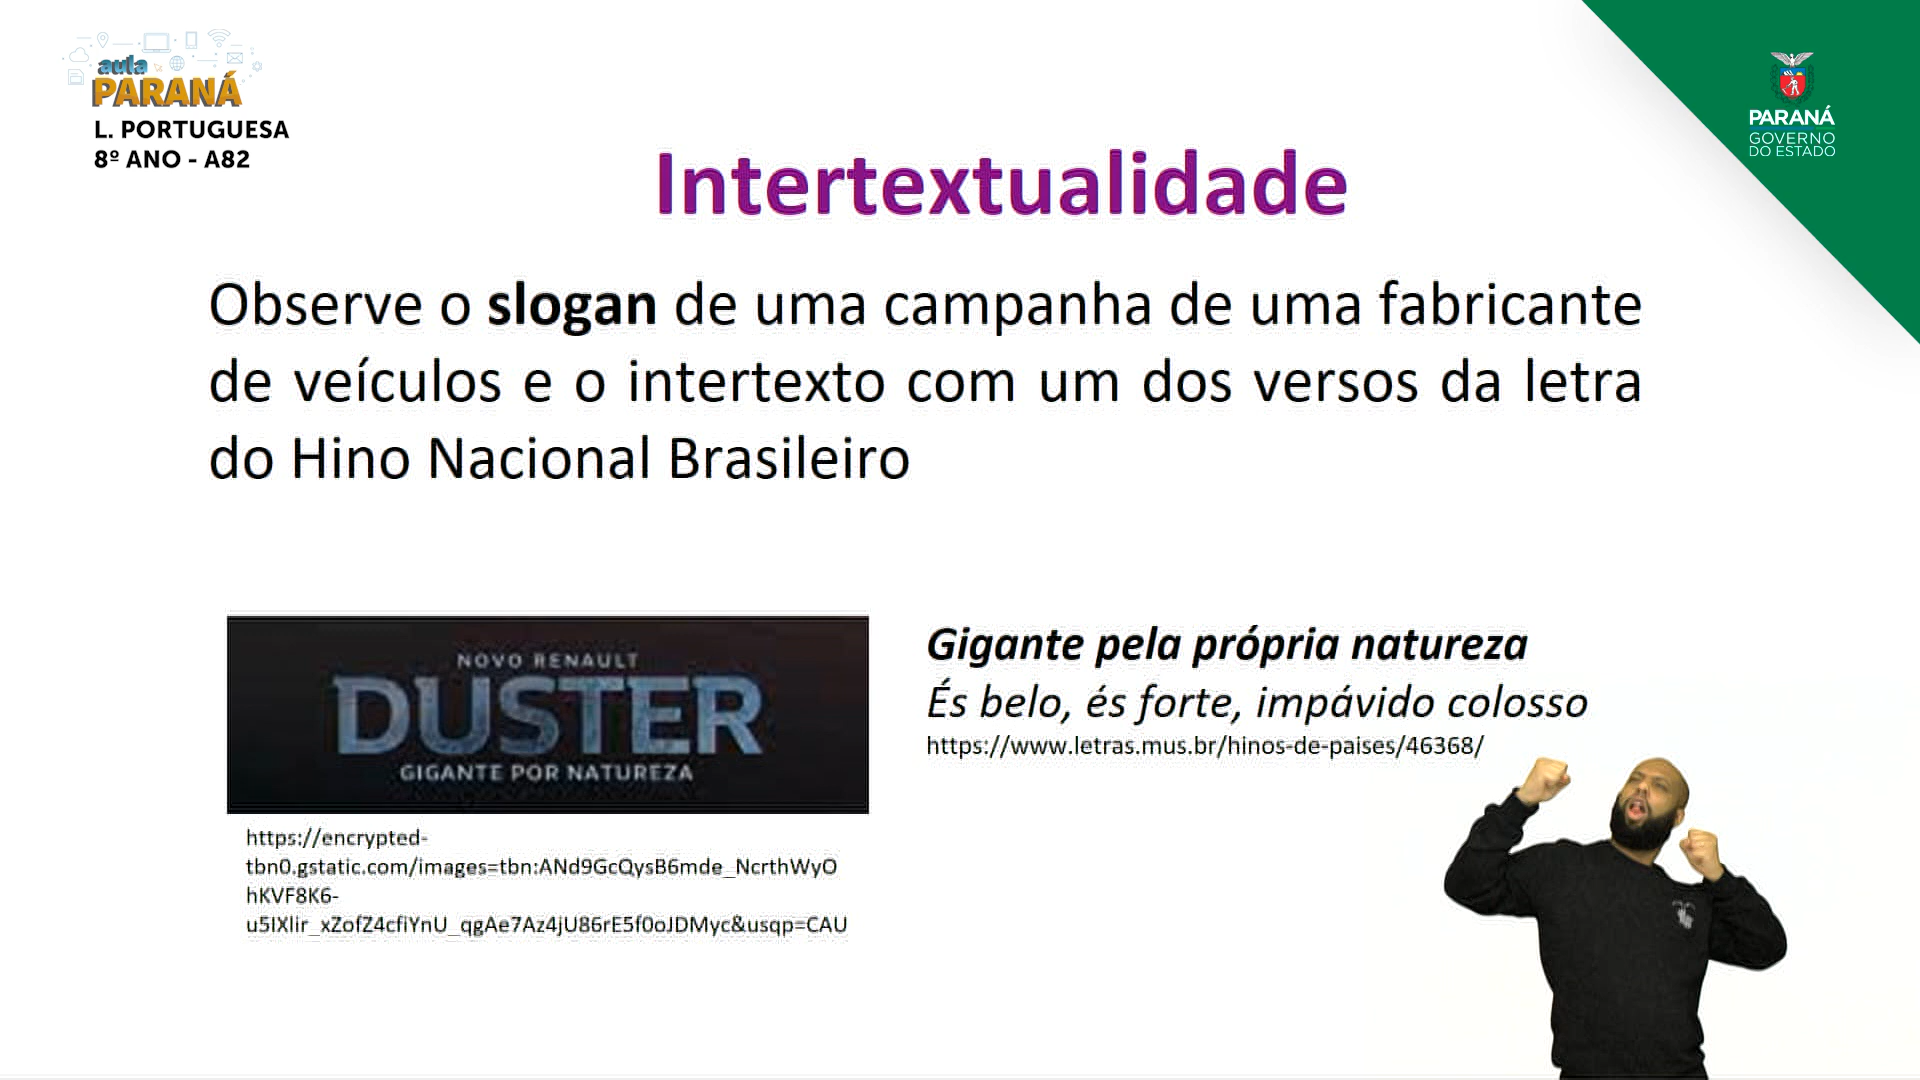 aula
PARANÁ
L. PORTUGUESA
8º ANO - A82
PARANÁ
GOVERNO
DO ESTADO
Intertextualidade
Observe o slogan de uma campanha de uma fabricante
de veículos e o intertexto com um dos versos da letra
do Hino Nacional Brasileiro
NOVO RENAULT
DUSTER
GIGANTE POR NATUREZA
https://encrypted-
tbn0.gstatic.com/images=tbn:ANd9GcQysB6mde_NcrthWyO
hKVF8K6-
u5IXlir_xZofZ4cfiYnU_qgAe7Az4jU86rE5f0oJDMyc&usqp=CAU
Gigante pela própria natureza
És belo, és forte, impávido colosso
https://www.letras.mus.br/hinos-de-paises/46368/